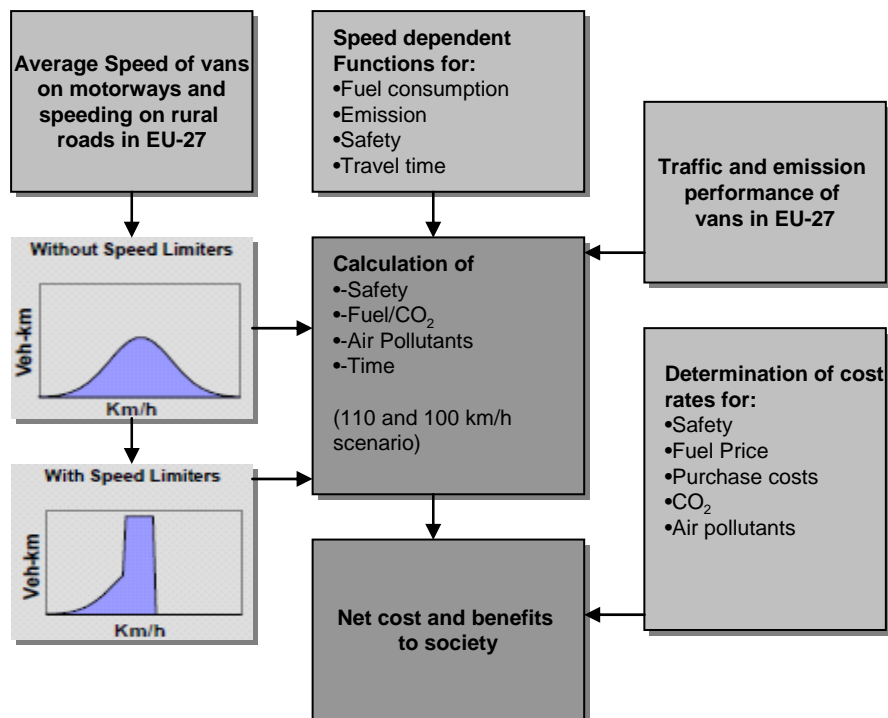 Average Speed of vans
on motorways and
speeding on rural
roads in EU-27
Speed dependent
Functions for:
•Fuel consumption
•Emission
•Safety
•Travel time
Traffic and emission
performance of
vans in EU-27
Without Speed Limiters
Veh-km
Km/h
Calculation of
•-Safety
•-Fuel/CO₂
•-Air Pollutants
•-Time
(110 and 100 km/h
scenario)
Determination of cost
rates for:
•Safety
•Fuel Price
•Purchase costs
•CO₂
•Air pollutants
With Speed Limiters
Veh-km
Km/h
Net cost and benefits
to society